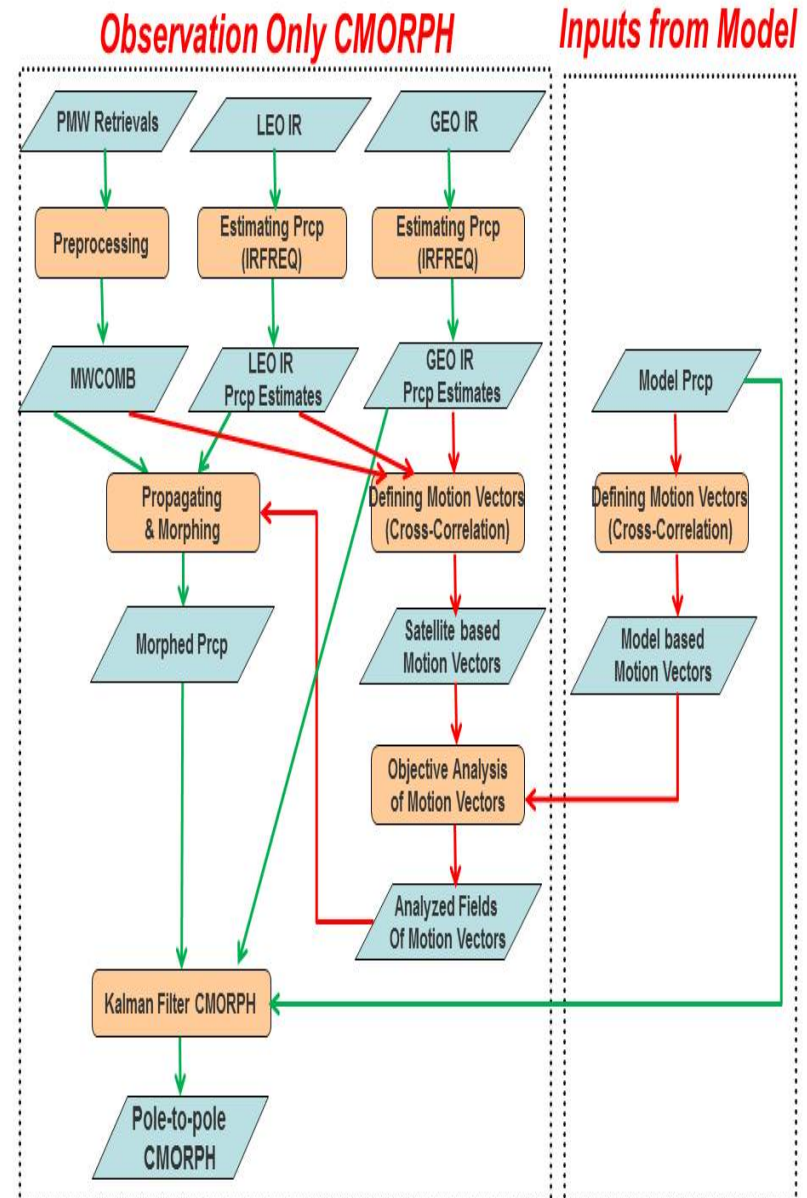 Observation Only CMORPH
Inputs from Model
PMW Retrievals
LEO IR
GEO IR
Preprocessing
Estimating Prcp
(IRFREQ)
Estimating Prcp
(IRFREQ)
MWCOMB
LEO IR
Prcp Estimates
GEO IR
Prcp Estimates
Model Prcp
Propagating
& Morphing
Defining Motion Vectors
(Cross-Correlation)
Defining Motion Vectors
(Cross-Correlation)
Morphed Prcp
Satellite based
Motion Vectors
Model based
Motion Vectors
Objective Analysis
of Motion Vectors
Analyzed Fields
Of Motion Vectors
Kalman Filter CMORPH
Pole-to-pole
CMORPH